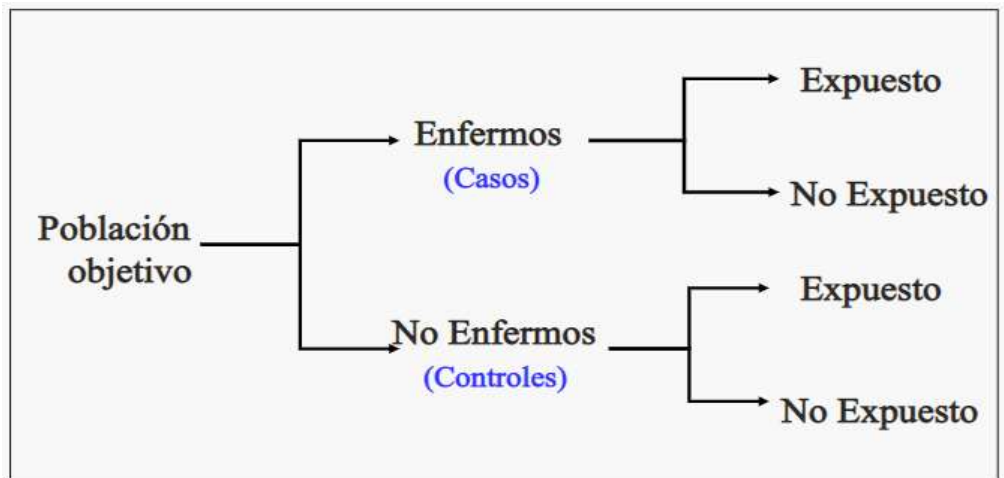 Población
objetivo
Enfermos
(Casos)
Expuesto
No Expuesto
No Enfermos
(Controles)
Expuesto
No Expuesto